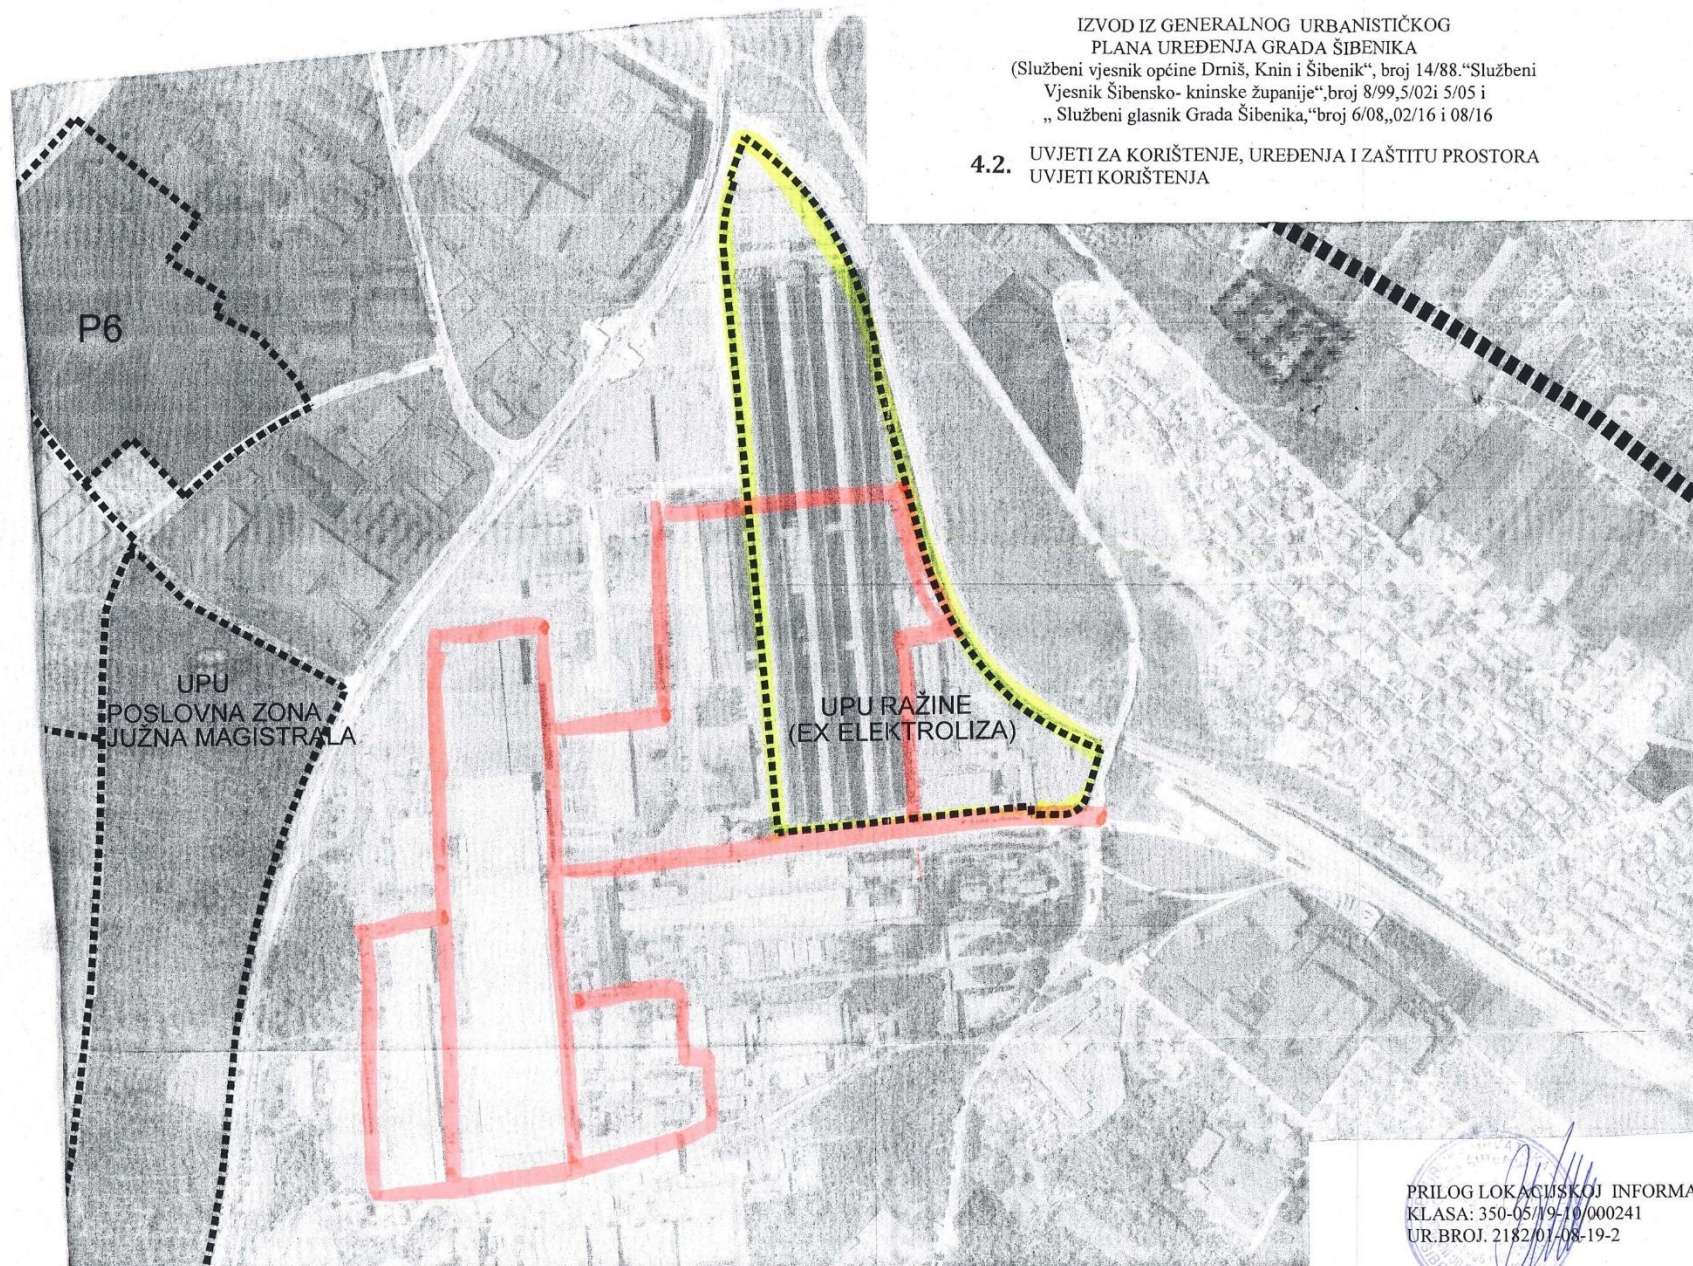 IZVOD IZ GENERALNOG URBANISTIČKOG
PLANA UREĐENJA GRADA ŠIBENIKA
(Službeni vjesnik općine Drniš, Knin i Šibenik“, broj 14/88.“Službeni
Vjesnik Šibensko- kninske županije“,broj 8/99,5/02i 5/05 i
„ Službeni glasnik Grada Šibenika,“broj 6/08,,02/16 i 08/16
4.2. UVJETI ZA KORIŠTENJE, UREĐENJA I ZAŠTITU PROSTORA
UVJETI KORIŠTENJA
P6
UPU
POSLOVNA ZONA
JUŽNA MAGISTRALA
UPU RAŽINE
(EX ELEKTROLIZA)
PRILOG LOKACIJSKOJ INFORMA
KLASA: 350-05/19-10/000241
UR.BROJ. 2182/01-08-19-2